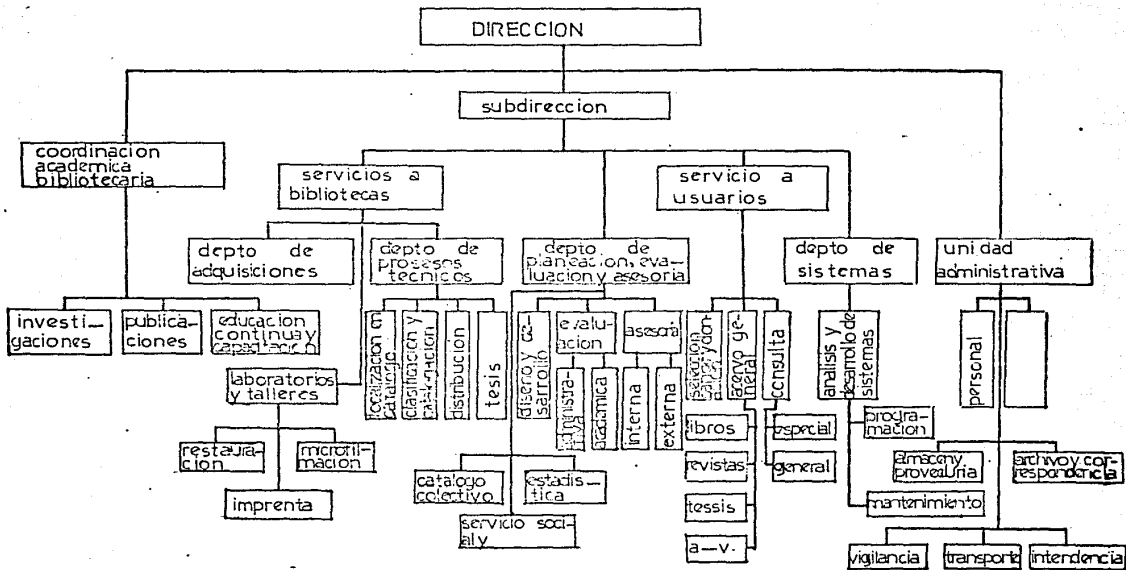 DIRECCION
subdireccion
coordinacion
academica
bibliotecaria
servicios a
bibliotecas
servicio a
usuarios
depto de
adquisiciones
depto de
prosesos
tecnicos
depto de
planeacion, eva-
luacion y asesoria
depto de
sistemas
unidad
administrativa
investi-
gaciones
publica-
ciones
educacion
continua y
capacitacion
localizacion en
catalogo
clasificacion y
catalogacion
distribucion
tesis
diseño y de-
sarrollo
evalu-
acion
asesoria
administra-
tiva
academica
interna
externa
acervo ge-
neral
consulta
analisis y
desarrollo de
sistemas
personal
laboratorios
y talleres
restaura-
cion
microfil-
macion
imprenta
catalogo
colectivo
estadis-
tica
servicio soci-
al y
libros
revistas
tessis
a-v.
especial
general
progra-
macion
mantenimiento
almacen y
proveeduria
archivo y cor-
respondencia
vigilancia
transporte
intendencia